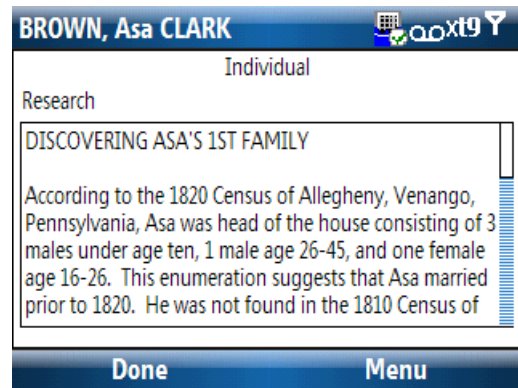 BROWN, Asa CLARK xt9
Individual
Research
DISCOVERING ASA'S 1ST FAMILY
According to the 1820 Census of Allegheny, Venango,
Pennsylvania, Asa was head of the house consisting of 3
males under age ten, 1 male age 26-45, and one female
age 16-26. This enumeration suggests that Asa married
prior to 1820. He was not found in the 1810 Census of
Done Menu